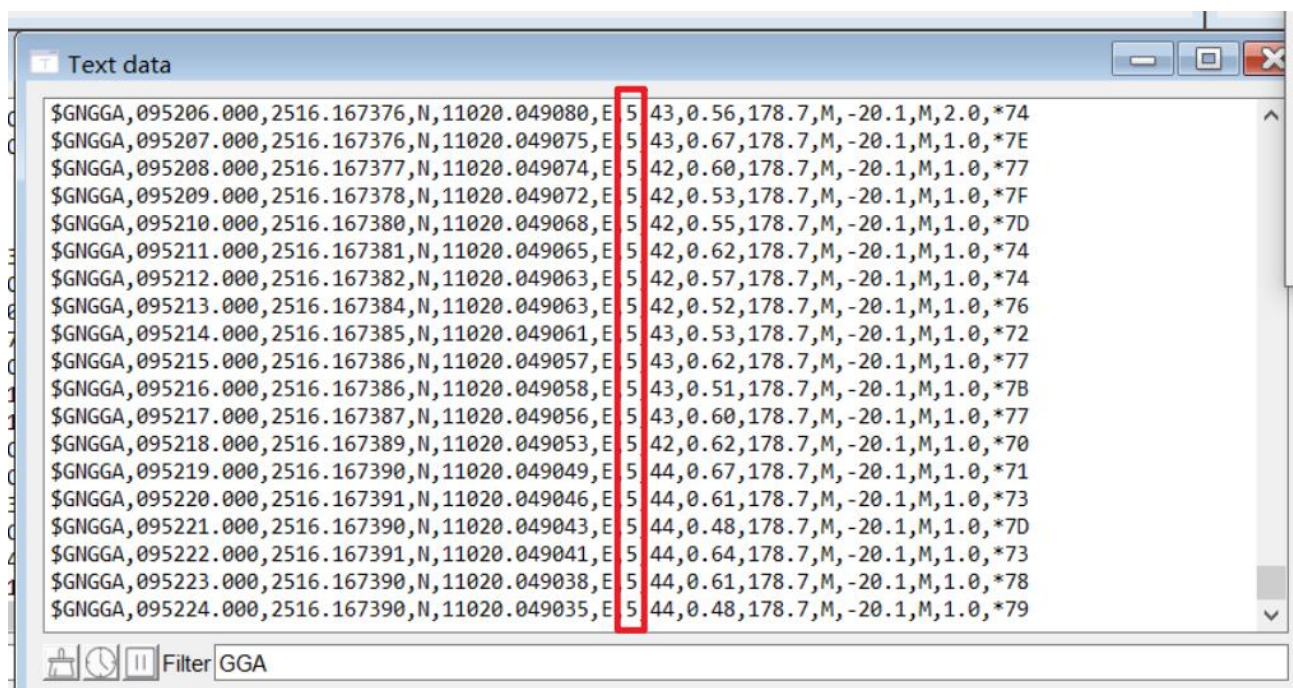 Text data
$GNGGA,095206.000,2516.167376,N,11020.049080,E,5,43,0.56,178.7,M,-20.1,M,2.0,*74
$GNGGA,095207.000,2516.167376,N,11020.049075,E,5,43,0.67,178.7,M,-20.1,M,1.0,*7E
$GNGGA,095208.000,2516.167377,N,11020.049074,E,5,42,0.60,178.7,M,-20.1,M,1.0,*77
$GNGGA,095209.000,2516.167378,N,11020.049072,E,5,42,0.53,178.7,M,-20.1,M,1.0,*7F
$GNGGA,095210.000,2516.167380,N,11020.049068,E,5,42,0.55,178.7,M,-20.1,M,1.0,*7D
$GNGGA,095211.000,2516.167381,N,11020.049065,E,5,42,0.62,178.7,M,-20.1,M,1.0,*74
$GNGGA,095212.000,2516.167382,N,11020.049063,E,5,42,0.57,178.7,M,-20.1,M,1.0,*74
$GNGGA,095213.000,2516.167384,N,11020.049063,E,5,42,0.52,178.7,M,-20.1,M,1.0,*76
$GNGGA,095214.000,2516.167385,N,11020.049061,E,5,43,0.53,178.7,M,-20.1,M,1.0,*72
$GNGGA,095215.000,2516.167386,N,11020.049057,E,5,43,0.62,178.7,M,-20.1,M,1.0,*77
$GNGGA,095216.000,2516.167386,N,11020.049058,E,5,43,0.51,178.7,M,-20.1,M,1.0,*7B
$GNGGA,095217.000,2516.167387,N,11020.049056,E,5,43,0.60,178.7,M,-20.1,M,1.0,*77
$GNGGA,095218.000,2516.167389,N,11020.049053,E,5,42,0.62,178.7,M,-20.1,M,1.0,*70
$GNGGA,095219.000,2516.167390,N,11020.049049,E,5,44,0.67,178.7,M,-20.1,M,1.0,*71
$GNGGA,095220.000,2516.167391,N,11020.049046,E,5,44,0.61,178.7,M,-20.1,M,1.0,*73
$GNGGA,095221.000,2516.167390,N,11020.049043,E,5,44,0.48,178.7,M,-20.1,M,1.0,*7D
$GNGGA,095222.000,2516.167391,N,11020.049041,E,5,44,0.64,178.7,M,-20.1,M,1.0,*73
$GNGGA,095223.000,2516.167390,N,11020.049038,E,5,44,0.61,178.7,M,-20.1,M,1.0,*78
$GNGGA,095224.000,2516.167390,N,11020.049035,E,5,44,0.48,178.7,M,-20.1,M,1.0,*79
Filter GGA